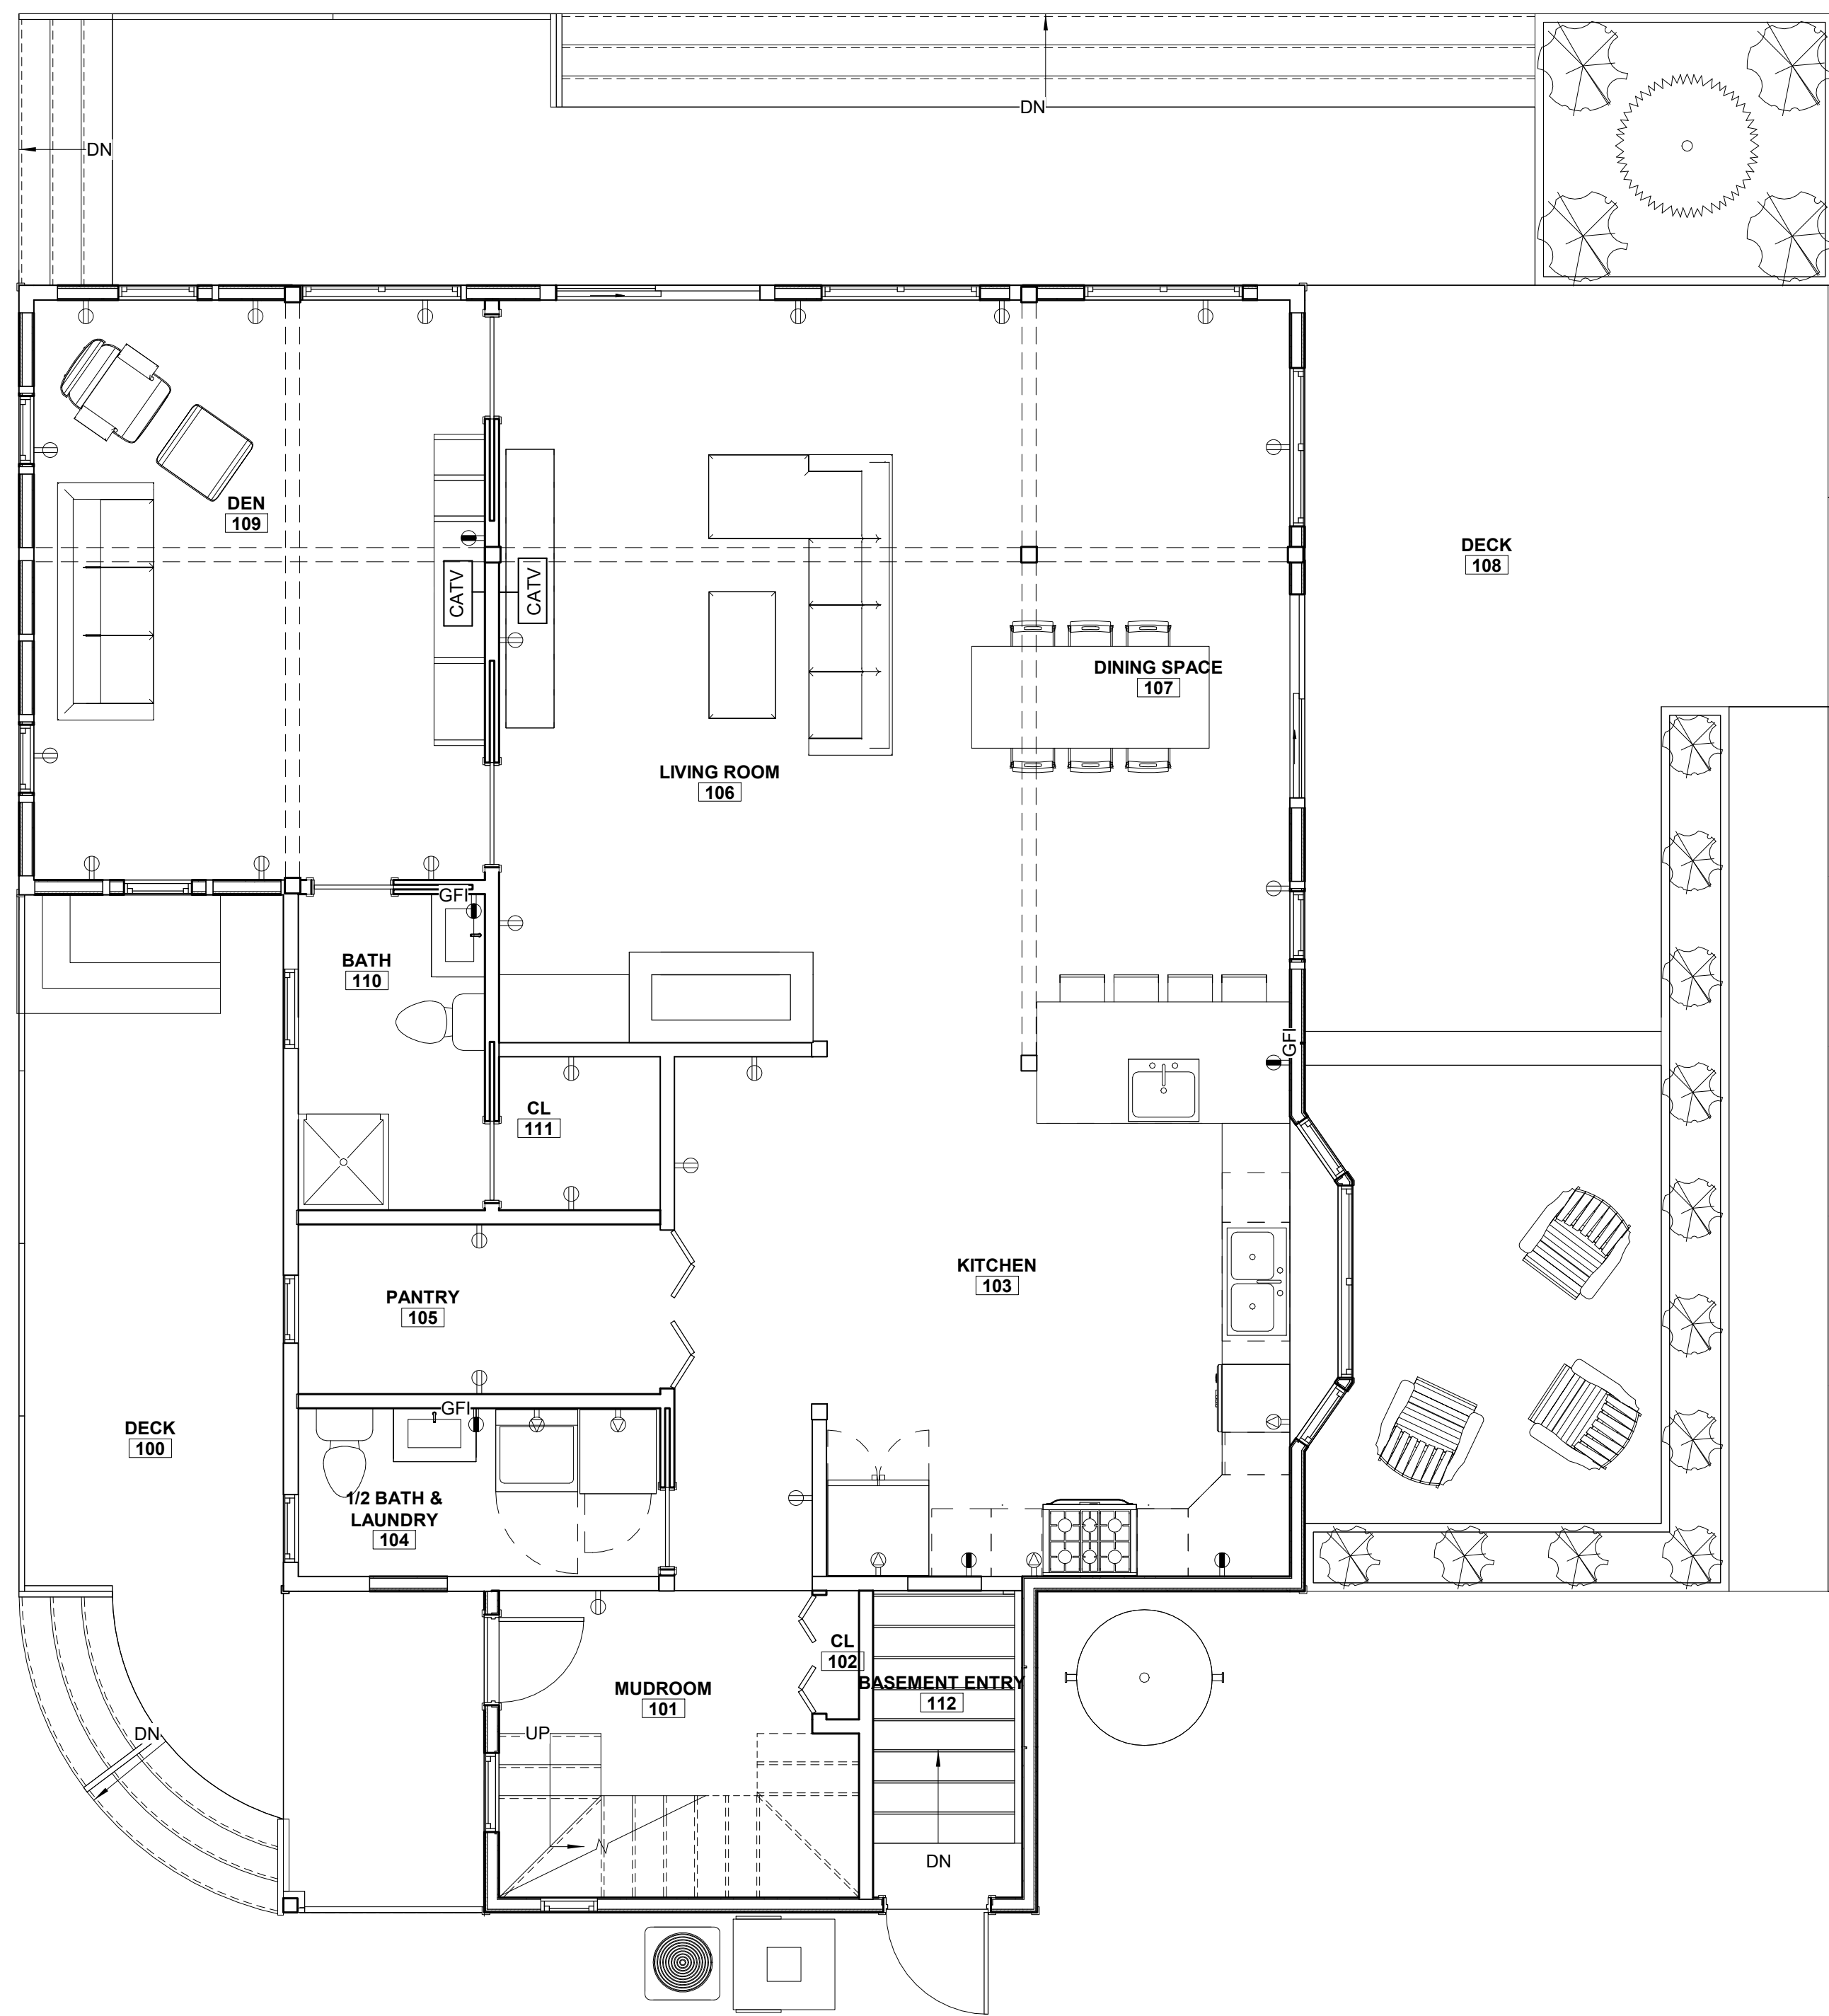 DN
DN
DEN
109
CATV
CATV
DECK
108
DINING SPACE
107
LIVING ROOM
106
GFI
BATH
110
GFI
CL
111
KITCHEN
103
PANTRY
105
GFI
DECK
100
1/2 BATH &
LAUNDRY
104
CL
102
BASEMENT ENTRY
112
MUDROOM
101
UP
DN
DN